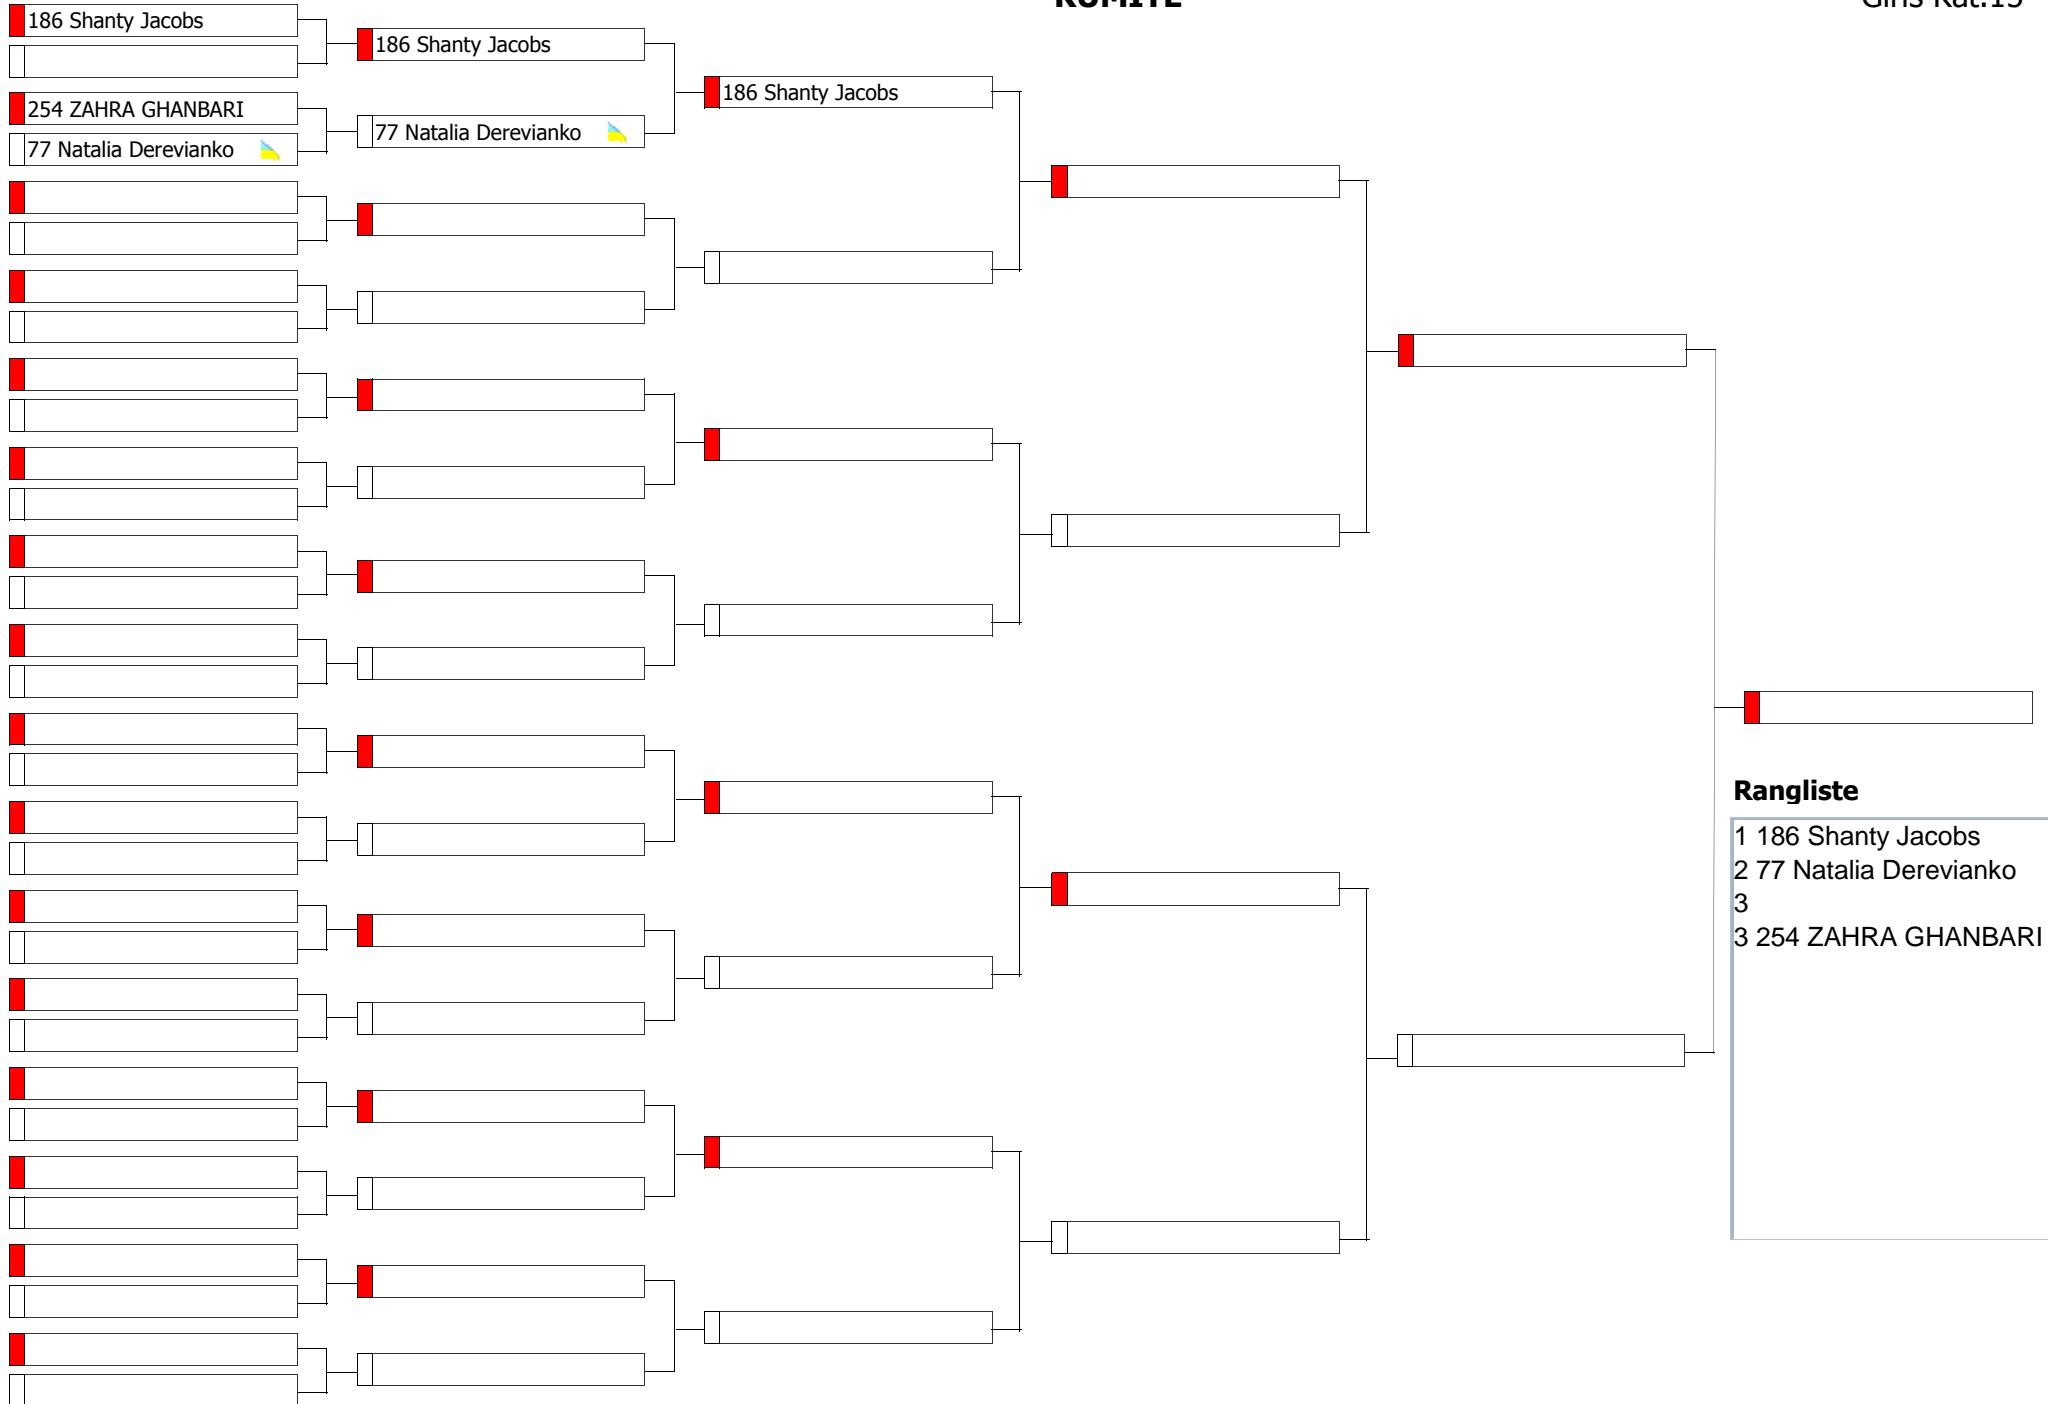 KUMITE
Girls Kat.15
186 Shanty Jacobs
186 Shanty Jacobs
186 Shanty Jacobs
254 ZAHRA GHANBARI
77 Natalia Derevianko
77 Natalia Derevianko
Rangliste
1 186 Shanty Jacobs
2 77 Natalia Derevianko
3
3 254 ZAHRA GHANBARI